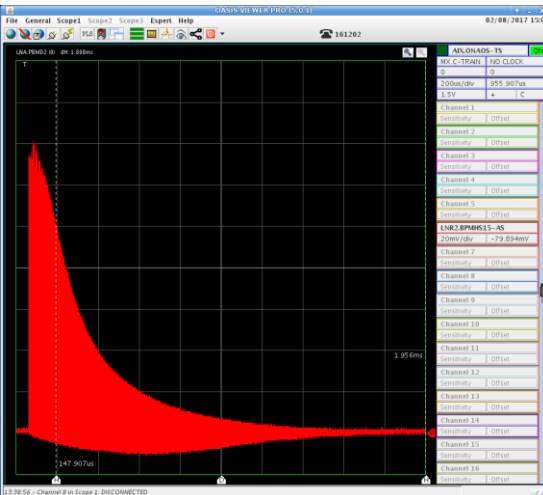 OASIS VIEWER PRO (5.0.1)
File General Scope1 Scope2 Scope3 Expert Help
02/08/2017 15:0
PLS
161202
LNA.PBMD2 (0) dH: 1.808ms
T
1.956ms
147.907us
AIX.ONAOS-TS
ON
MX.C-TRAIN NO CLOCK
0 0
200us/div 955.907us
1.5V + C
Channel 1
Sensitivity Offset
Channel 2
Sensitivity Offset
Channel 3
Sensitivity Offset
Channel 4
Sensitivity Offset
Channel 5
Sensitivity Offset
LNR2.BPMHS15-AS
20mV/div -79.894mV
Channel 7
Sensitivity Offset
Channel 8
Sensitivity Offset
Channel 9
Sensitivity Offset
Channel 10
Sensitivity Offset
Channel 11
Sensitivity Offset
Channel 12
Sensitivity Offset
Channel 13
Sensitivity Offset
Channel 14
Sensitivity Offset
Channel 15
Sensitivity Offset
Channel 16
Sensitivity Offset
13:38:56 - Channel 8 in Scope 1: DISCONNECTED